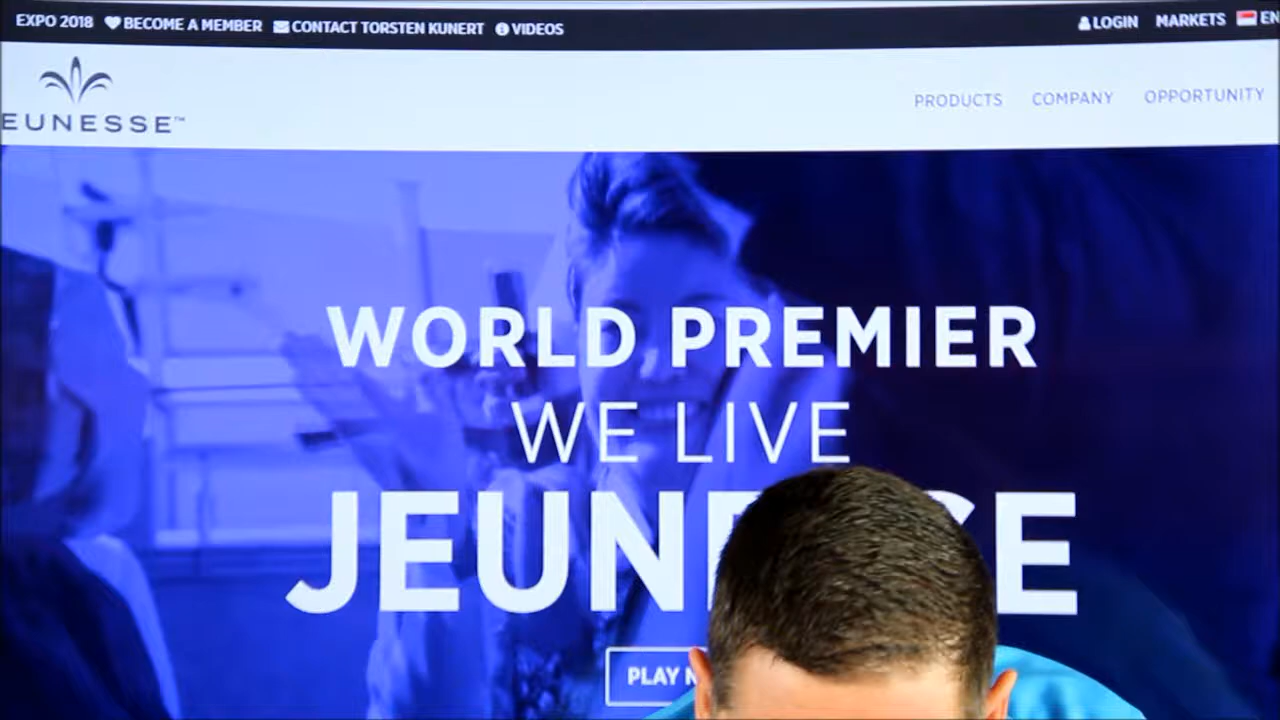 EXPO 2018 BECOME A MEMBER CONTACT TORSTEN KUNERT VIDEOS LOGIN MARKETS EN
EUNESSE™
PRODUCTS COMPANY OPPORTUNITY
WORLD PREMIER
WE LIVE
JEUNESSE
PLAY N